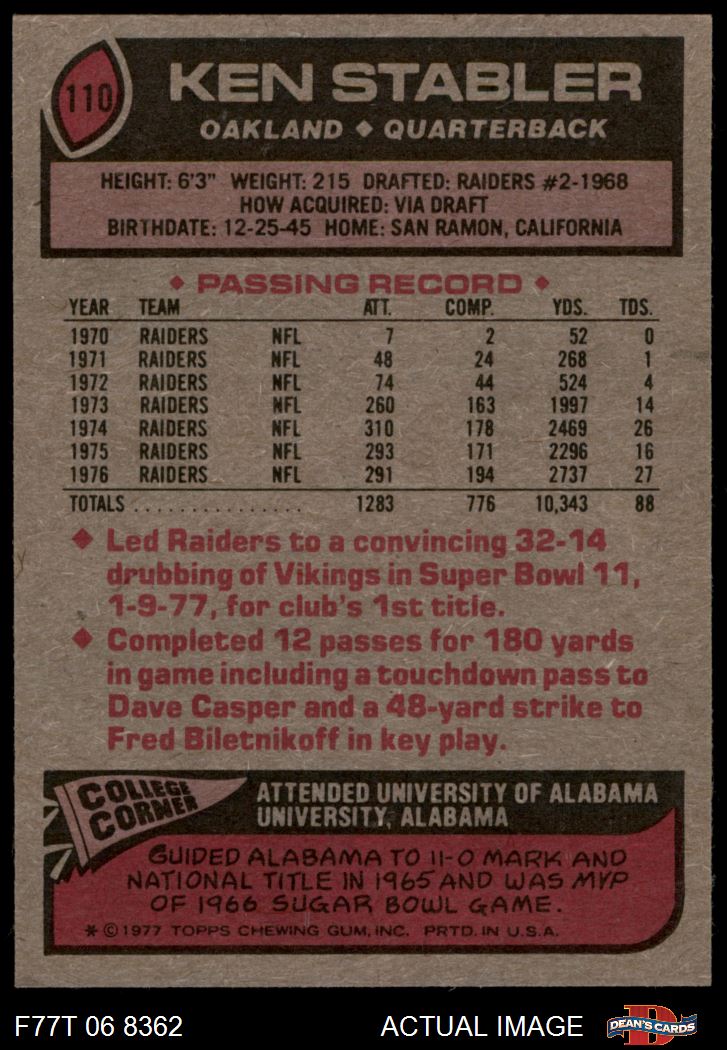 110
KEN STABLER
OAKLAND ♦ QUARTERBACK
HEIGHT: 6'3" WEIGHT: 215 DRAFTED: RAIDERS #2-1968
HOW ACQUIRED: VIA DRAFT
BIRTHDATE: 12-25-45 HOME: SAN RAMON, CALIFORNIA
♦ PASSING RECORD ♦
YEAR TEAM ATT. COMP. YDS. TDS.
1970 RAIDERS NFL 7 2 52 0
1971 RAIDERS NFL 48 24 268 1
1972 RAIDERS NFL 74 44 524 4
1973 RAIDERS NFL 260 163 1997 14
1974 RAIDERS NFL 310 178 2469 26
1975 RAIDERS NFL 293 171 2296 16
1976 RAIDERS NFL 291 194 2737 27
TOTALS ................ 1283 776 10,343 88
♦ Led Raiders to a convincing 32-14
drubbing of Vikings in Super Bowl 11,
1-9-77, for club's 1st title.
♦ Completed 12 passes for 180 yards
in game including a touchdown pass to
Dave Casper and a 48-yard strike to
Fred Biletnikoff in key play.
COLLEGE
CORNER
ATTENDED UNIVERSITY OF ALABAMA
UNIVERSITY, ALABAMA
GUIDED ALABAMA TO 11-0 MARK AND
NATIONAL TITLE IN 1965 AND WAS MVP
OF 1966 SUGAR BOWL GAME.
* © 1977 TOPPS CHEWING GUM, INC. PRTD. IN U.S.A.
F77T 06 8362
ACTUAL IMAGE
D
DEAN'S CARDS